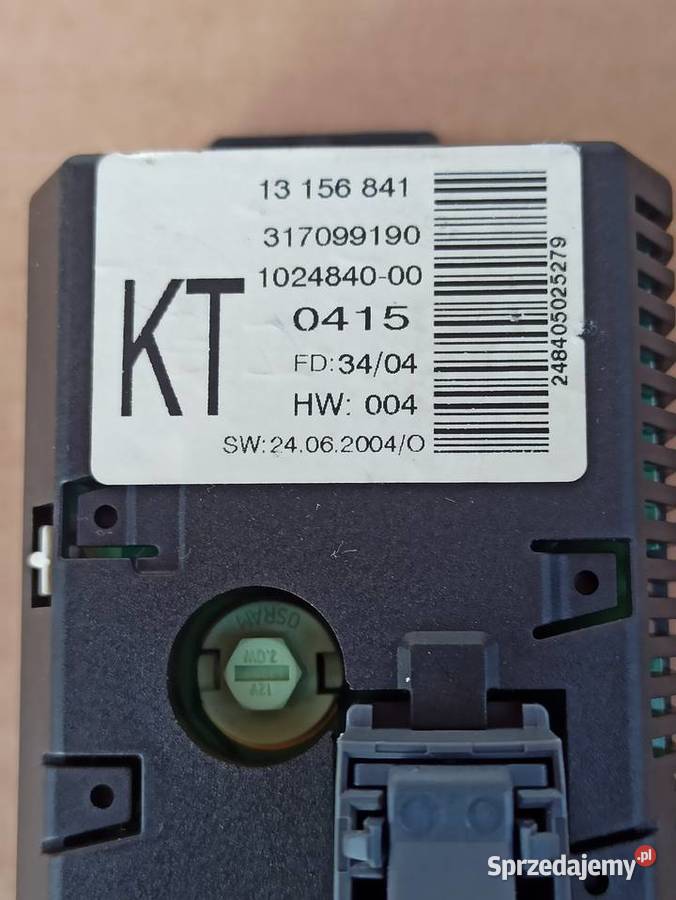 13 156 841
317099190
1024840-00
KT
0415
FD: 34/04
HW: 004
SW: 24.06.2004/O
248405025279
OSRAM
2.0W
12V
Sprzedajemy.pl